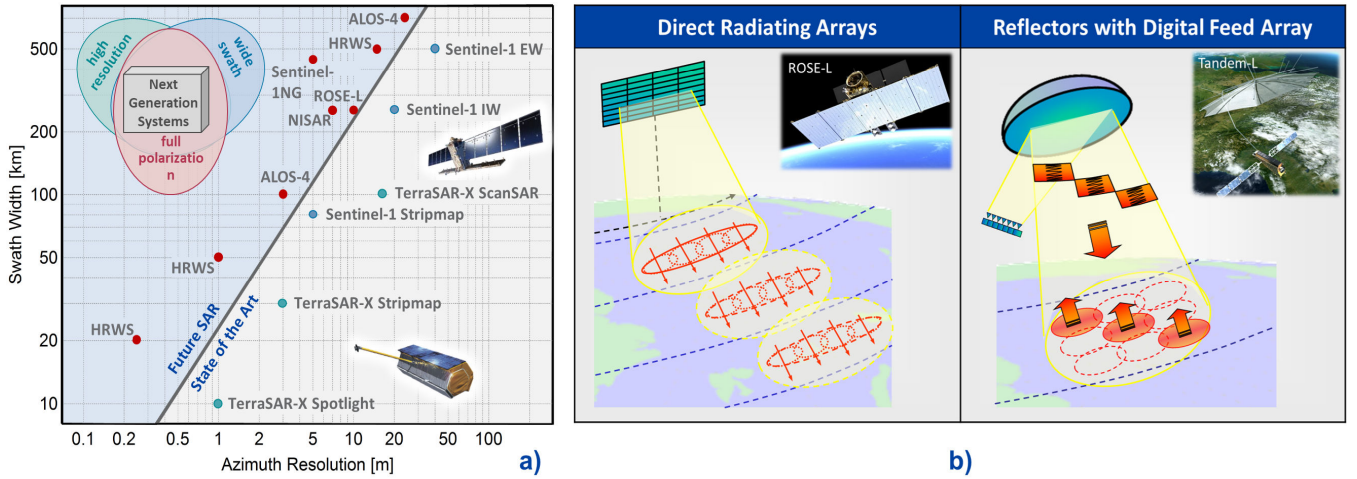 500
200
100
50
20
10
Swath Width [km]
0.1
0.2
0.5
1
2
5
10
20
50
100
Azimuth Resolution [m]
high
resolution
wide
swath
Next
Generation
Systems
full
polarizatio
n
ALOS-4
HRWS
Sentinel-1 EW
Sentinel-
1NG
ROSE-L
NISAR
Sentinel-1 IW
ALOS-4
TerraSAR-X ScanSAR
Sentinel-1 Stripmap
HRWS
TerraSAR-X Stripmap
HRWS
Future SAR
State of the Art
TerraSAR-X Spotlight
a)
Direct Radiating Arrays
ROSE-L
Reflectors with Digital Feed Array
Tandem-L
b)